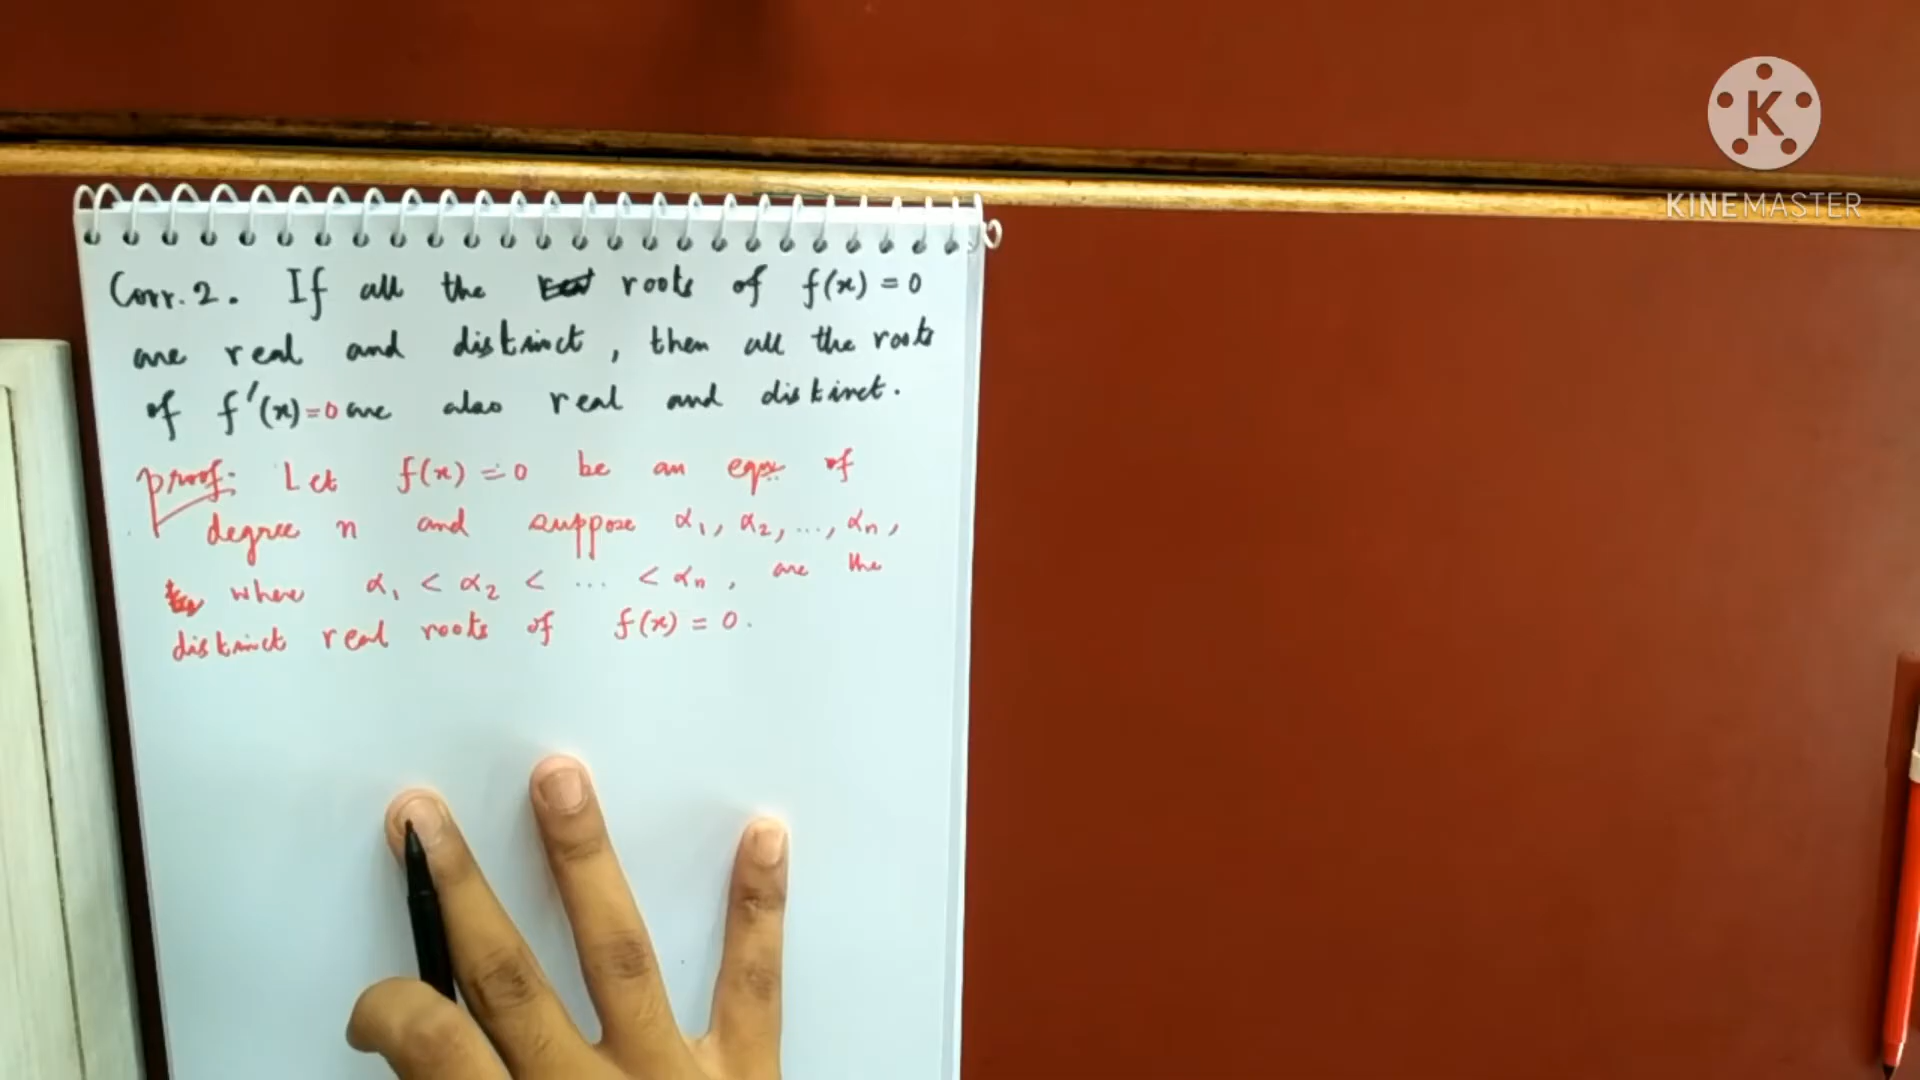 Corr. 2. If all the roots of f(x) = 0
are real and distinct, then all the roots
of f'(x) = 0 are also real and distinct.
proof: Let f(x) = 0 be an eqn of
degree n and suppose α₁, α₂, ..., αₙ,
where α₁ < α₂ < ... < αₙ, are the
distinct real roots of f(x) = 0.
K
KINEMASTER